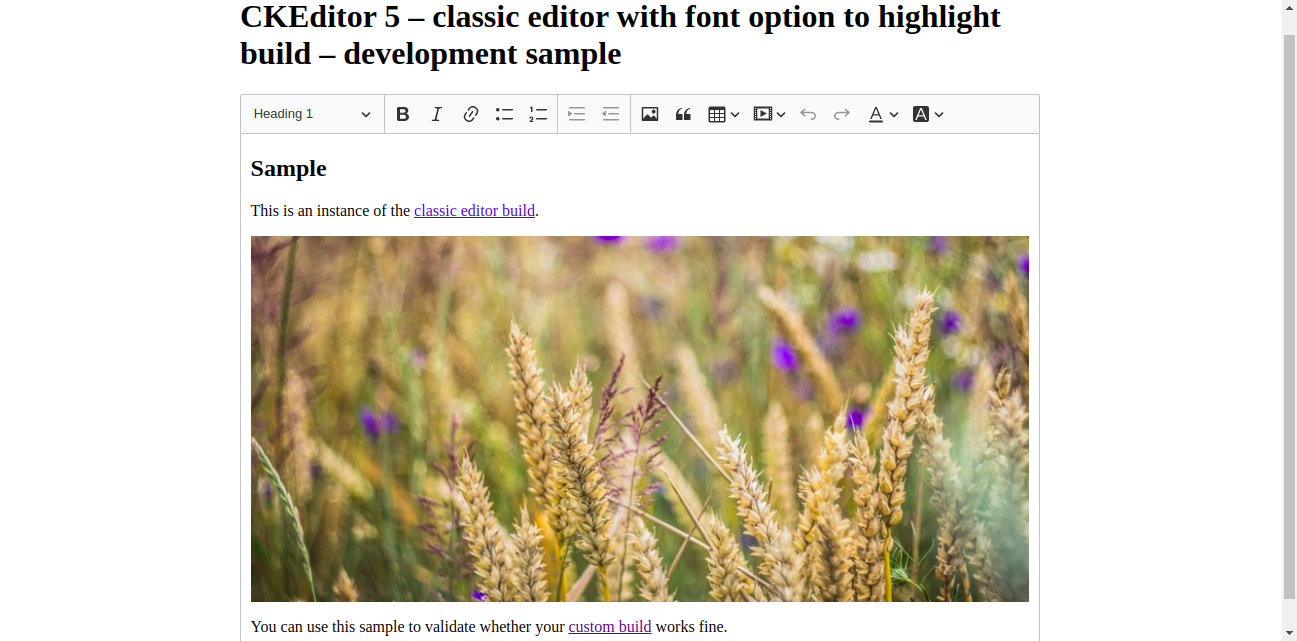 CKEditor 5 – classic editor with font option to highlight
build – development sample
Heading 1
Sample
This is an instance of the classic editor build.
You can use this sample to validate whether your custom build works fine.